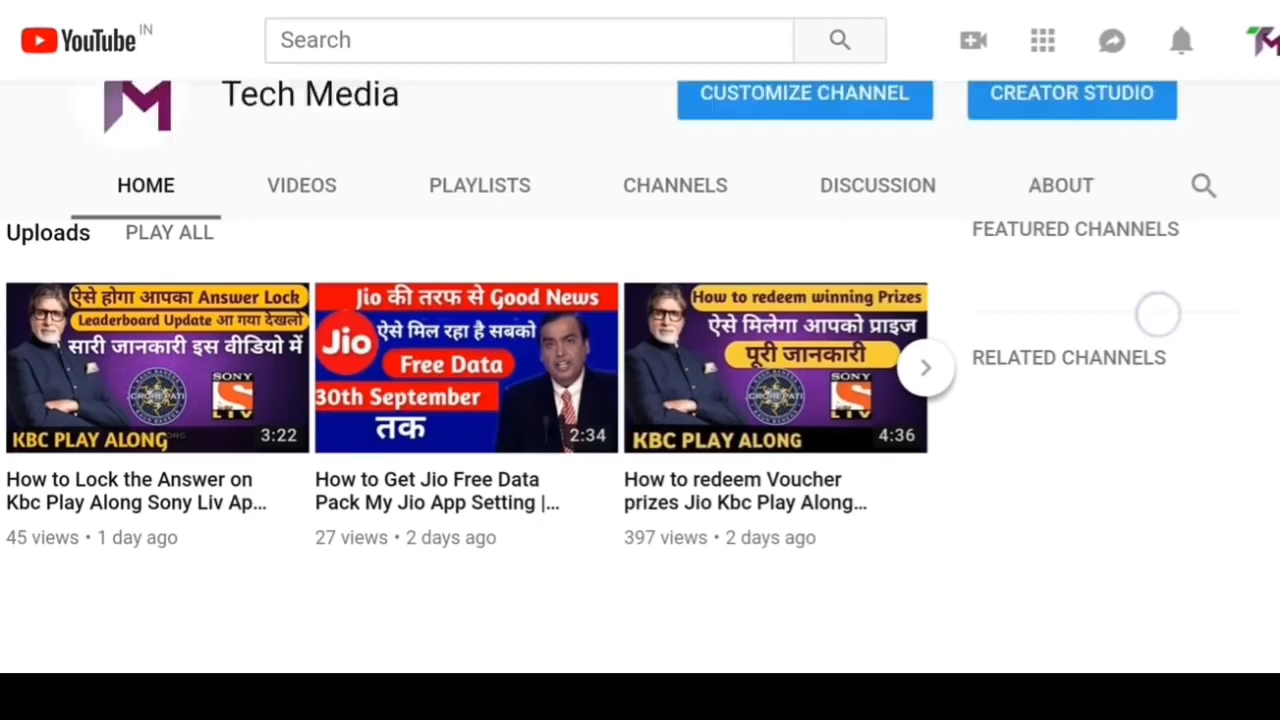 YouTube IN
Search
Tech Media
CUSTOMIZE CHANNEL
CREATOR STUDIO
HOME
VIDEOS
PLAYLISTS
CHANNELS
DISCUSSION
ABOUT
Uploads
PLAY ALL
FEATURED CHANNELS
RELATED CHANNELS
ऐसे होगा आपका Answer Lock
Leaderboard Update आ गया देखलो
सारी जानकारी इस वीडियो में
CRORE PATI
SONY
KBC PLAY ALONG
3:22
Jio की तरफ से Good News
Jio
ऐसे मिल रहा है सबको
Free Data
30th September
तक
2:34
How to redeem winning Prizes
ऐसे मिलेगा आपको प्राइज
पूरी जानकारी
CRORE PATI
SONY
KBC PLAY ALONG
4:36
How to Lock the Answer on
Kbc Play Along Sony Liv Ap...
45 views • 1 day ago
How to Get Jio Free Data
Pack My Jio App Setting |...
27 views • 2 days ago
How to redeem Voucher
prizes Jio Kbc Play Along...
397 views • 2 days ago